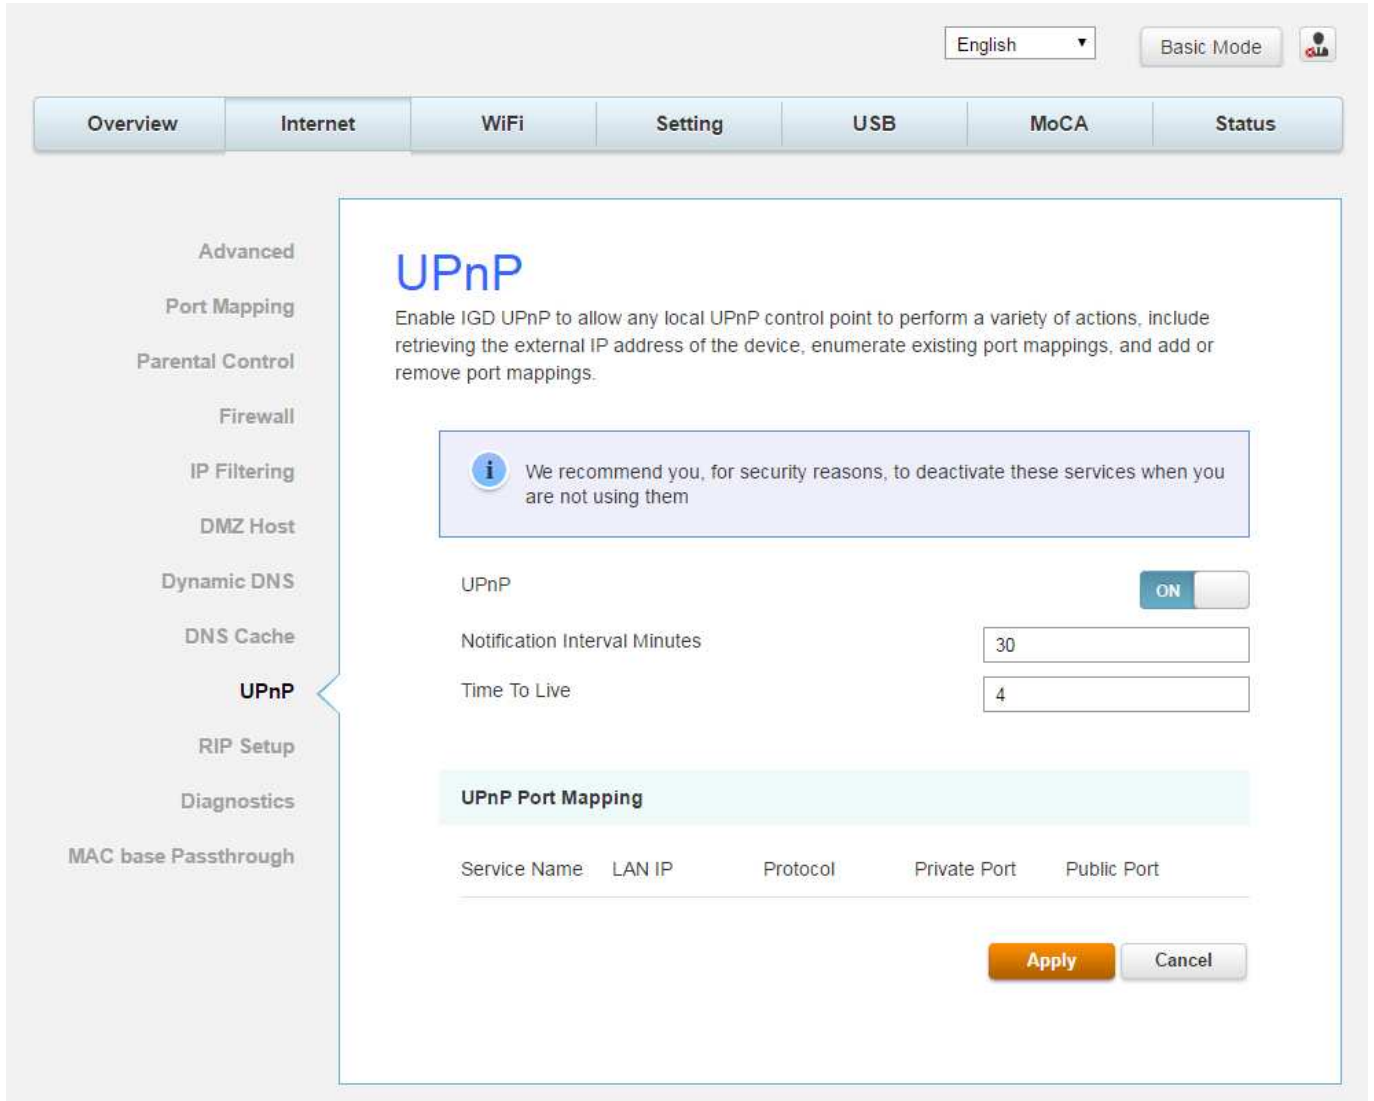 English
Basic Mode
Overview
Internet
WiFi
Setting
USB
MoCA
Status
Advanced
Port Mapping
Parental Control
Firewall
IP Filtering
DMZ Host
Dynamic DNS
DNS Cache
UPnP
RIP Setup
Diagnostics
MAC base Passthrough
UPnP
Enable IGD UPnP to allow any local UPnP control point to perform a variety of actions, include
retrieving the external IP address of the device, enumerate existing port mappings, and add or
remove port mappings.
i
We recommend you, for security reasons, to deactivate these services when you
are not using them
UPnP
ON
Notification Interval Minutes
30
Time To Live
4
UPnP Port Mapping
Service Name LAN IP Protocol Private Port Public Port
Apply
Cancel